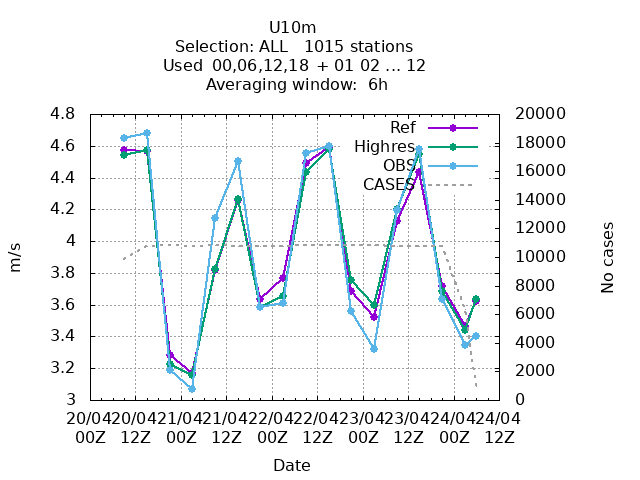 U10m
Selection: ALL   1015 stations
Used  00,06,12,18  + 01 02 ... 12
Averaging window:  6h
4.8
4.6
4.4
4.2
4
3.8
3.6
3.4
3.2
3
m/s
20000
18000
16000
14000
12000
10000
8000
6000
4000
2000
0
No cases
Ref
Highres
OBS
CASES
20/04 20/04 21/04 21/04 22/04 22/04 23/04 23/04 24/04 24/04
00Z 12Z 00Z 12Z 00Z 12Z 00Z 12Z 00Z 12Z
Date